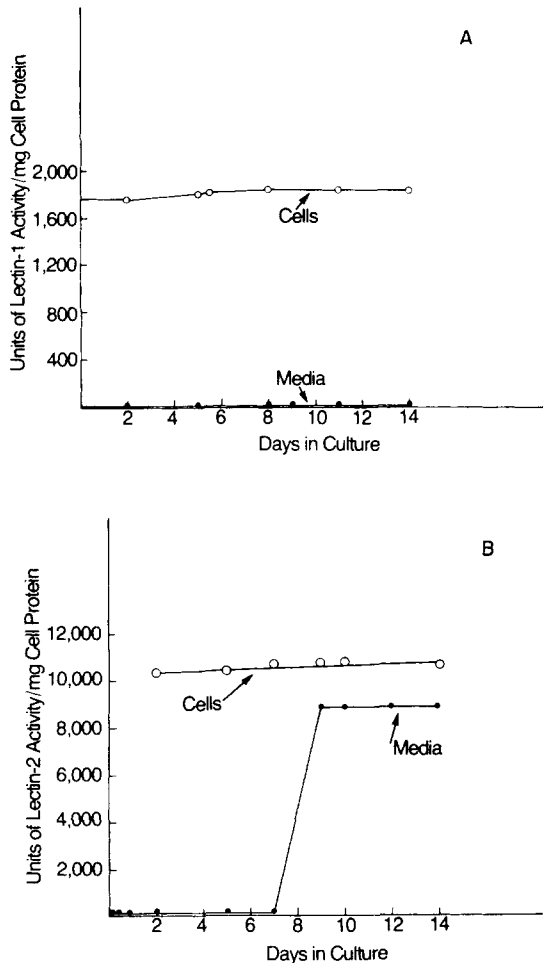 A
Units of Lectin-1 Activity/mg Cell Protein
2,000
1,600
1,200
800
400
Cells
Media
2 4 6 8 10 12 14
Days in Culture
B
Units of Lectin-2 Activity/mg Cell Protein
12,000
10,000
8,000
6,000
4,000
2,000
Cells
Media
2 4 6 8 10 12 14
Days in Culture